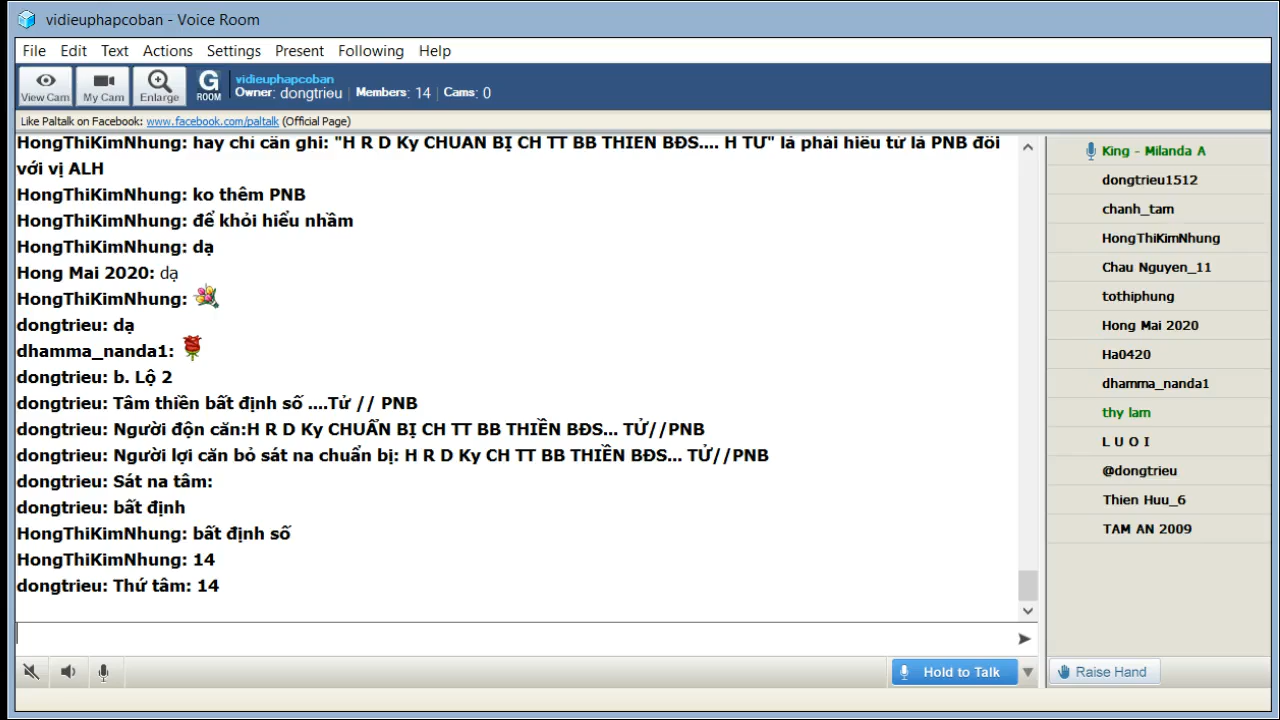 vidieuphapcoban - Voice Room
File Edit Text Actions Settings Present Following Help
View Cam My Cam Enlarge G ROOM vidieuphapcoban
Owner: dongtrieu | Members: 14 | Cams: 0
Like Paltalk on Facebook: www.facebook.com/paltalk (Official Page)
HongThiKimNhung: hay chỉ cần ghi: "H R D Ky CHUẨN BỊ CH TT BB THIỀN BĐS.... H TỬ" là phải hiểu tử là PNB đối
với vị ALH
HongThiKimNhung: ko thêm PNB
HongThiKimNhung: để khỏi hiểu nhầm
HongThiKimNhung: dạ
Hong Mai 2020: dạ
HongThiKimNhung:
dongtrieu: dạ
dhamma_nanda1:
dongtrieu: b. Lộ 2
dongtrieu: Tâm thiền bất định số ....Tử // PNB
dongtrieu: Người độn căn:H R D Ky CHUẨN BỊ CH TT BB THIỀN BĐS... TỬ//PNB
dongtrieu: Người lợi căn bỏ sát na chuẩn bị: H R D Ky CH TT BB THIỀN BĐS... TỬ//PNB
dongtrieu: Sát na tâm:
dongtrieu: bất định
HongThiKimNhung: bất định số
HongThiKimNhung: 14
dongtrieu: Thứ tâm: 14
King - Milanda A
dongtrieu1512
chanh_tam
HongThiKimNhung
Chau Nguyen_11
tothiphung
Hong Mai 2020
Ha0420
dhamma_nanda1
thy lam
L U O I
@dongtrieu
Thien Huu_6
TAM AN 2009
Hold to Talk
Raise Hand